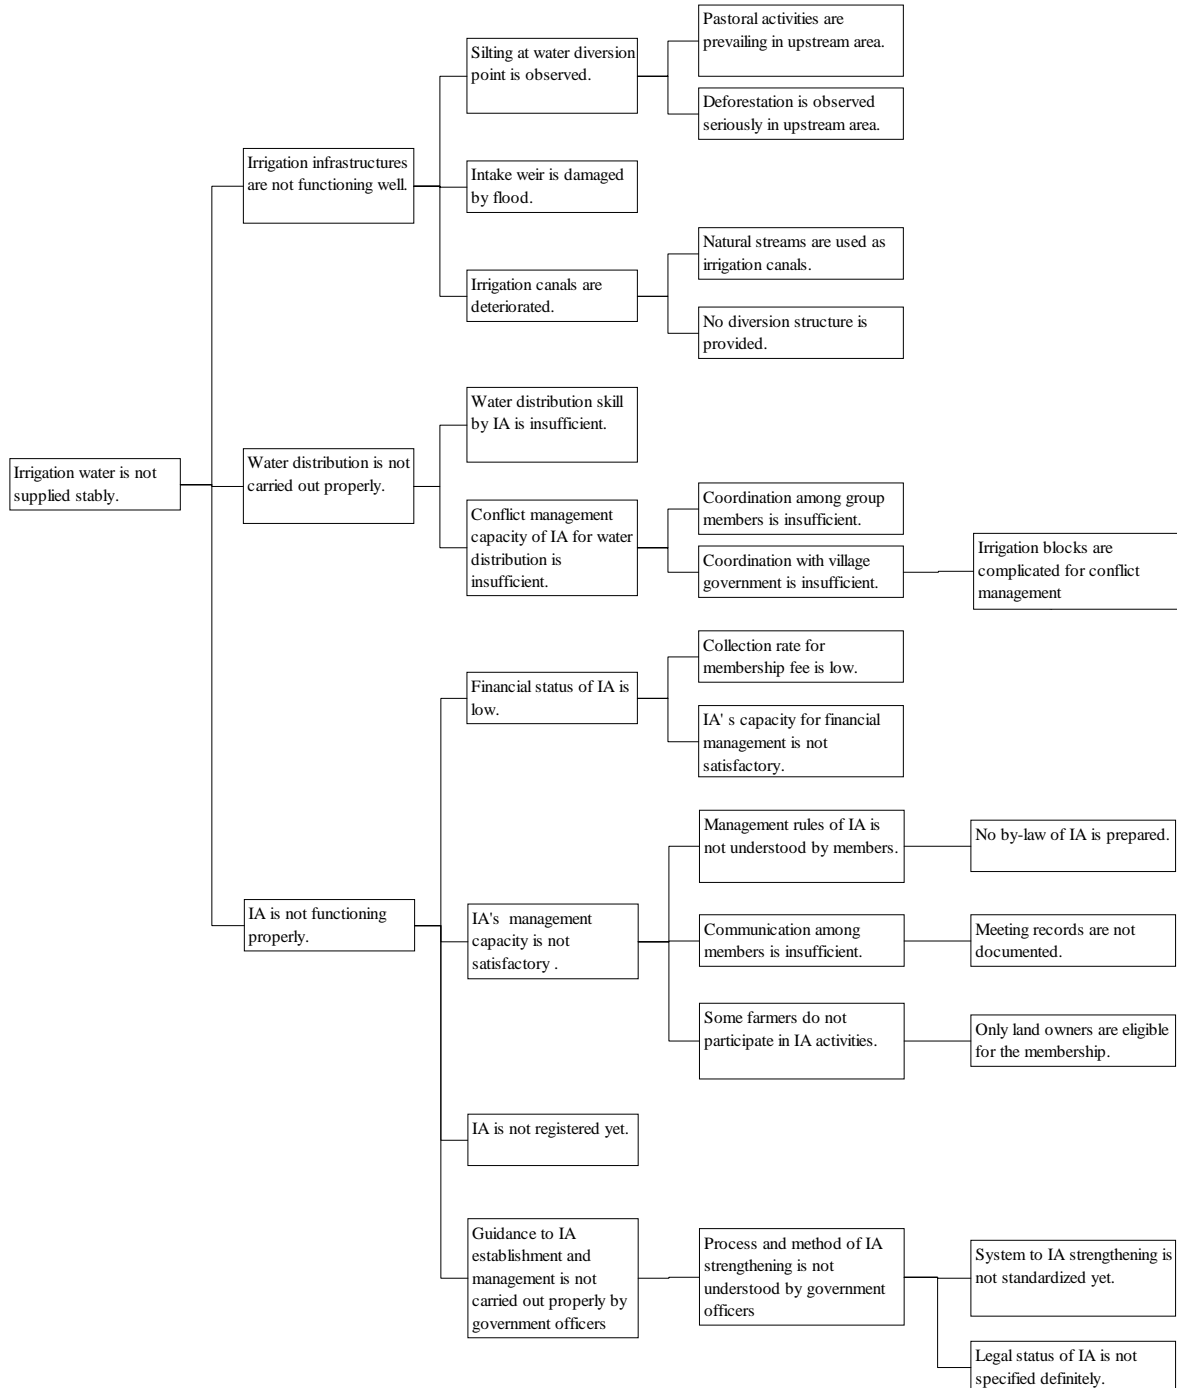 Pastoral activities are
prevailing in upstream area.
Silting at water diversion
point is observed.
Deforestation is observed
seriously in upstream area.
Irrigation infrastructures
are not functioning well.
Intake weir is damaged
by flood.
Natural streams are used as
irrigation canals.
Irrigation canals are
deteriorated.
No diversion structure is
provided.
Water distribution skill
by IA is insufficient.
Irrigation water is not
supplied stably.
Water distribution is not
carried out properly.
Conflict management
capacity of IA for water
distribution is
insufficient.
Coordination among group
members is insufficient.
Coordination with village
government is insufficient.
Irrigation blocks are
complicated for conflict
management
Collection rate for
membership fee is low.
Financial status of IA is
low.
IA' s capacity for financial
management is not
satisfactory.
Management rules of IA is
not understood by members.
No by-law of IA is prepared.
IA is not functioning
properly.
IA's management
capacity is not
satisfactory .
Communication among
members is insufficient.
Meeting records are not
documented.
Some farmers do not
participate in IA activities.
Only land owners are eligible
for the membership.
IA is not registered yet.
Guidance to IA
establishment and
management is not
carried out properly by
government officers
Process and method of IA
strengthening is not
understood by government
officers
System to IA strengthening is
not standardized yet.
Legal status of IA is not
specified definitely.